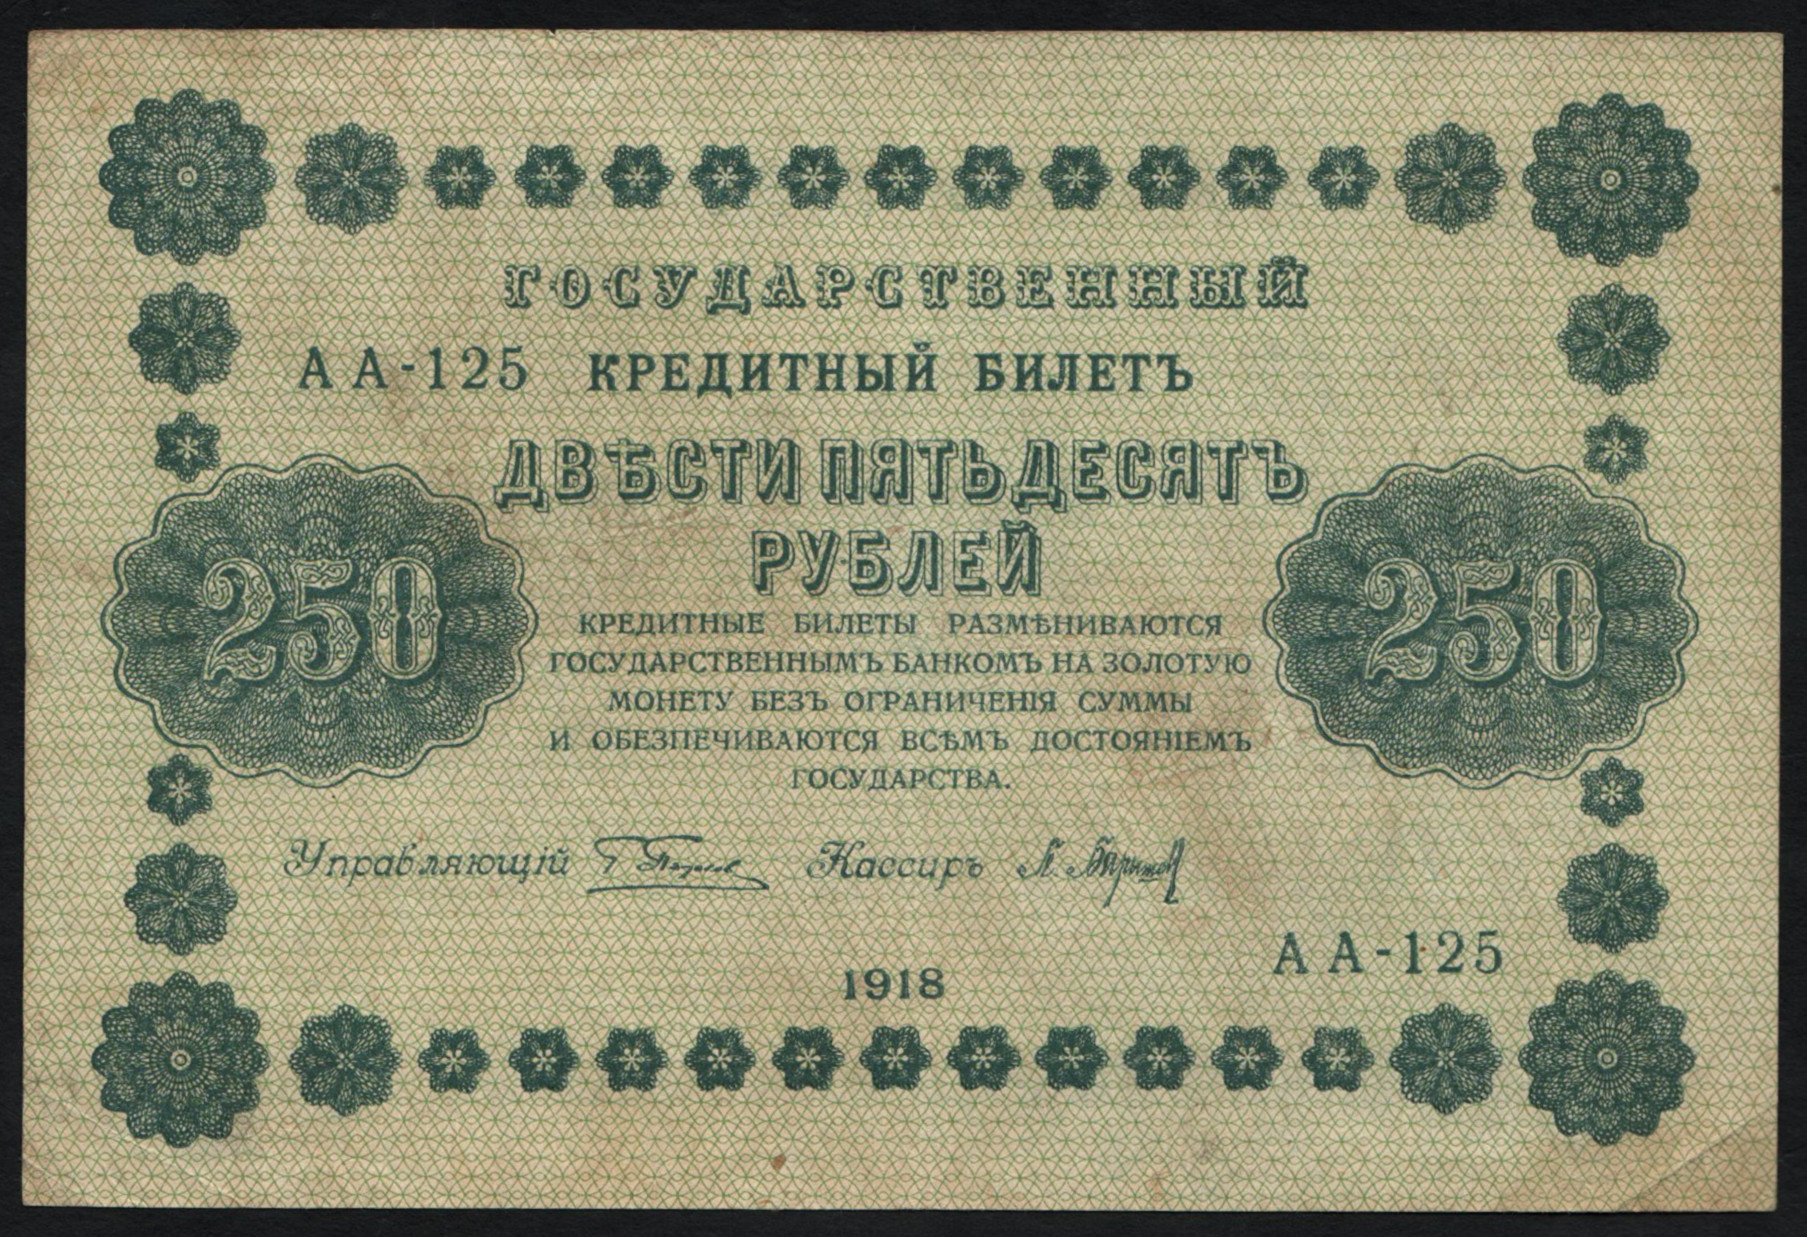 ГОСУДАРСТВЕННЫЙ
АА-125 КРЕДИТНЫЙ БИЛЕТЪ
ДВѢСТИ ПЯТЬДЕСЯТЪ
РУБЛЕЙ
250
250
КРЕДИТНЫЕ БИЛЕТЫ РАЗМѢНИВАЮТСЯ
ГОСУДАРСТВЕННЫМЪ БАНКОМЪ НА ЗОЛОТУЮ
МОНЕТУ БЕЗЪ ОГРАНИЧЕНІЯ СУММЫ
И ОБЕЗПЕЧИВАЮТСЯ ВСѢМЪ ДОСТОЯНІЕМЪ
ГОСУДАРСТВА.
Управляющій Кассиръ
АА-125
1918